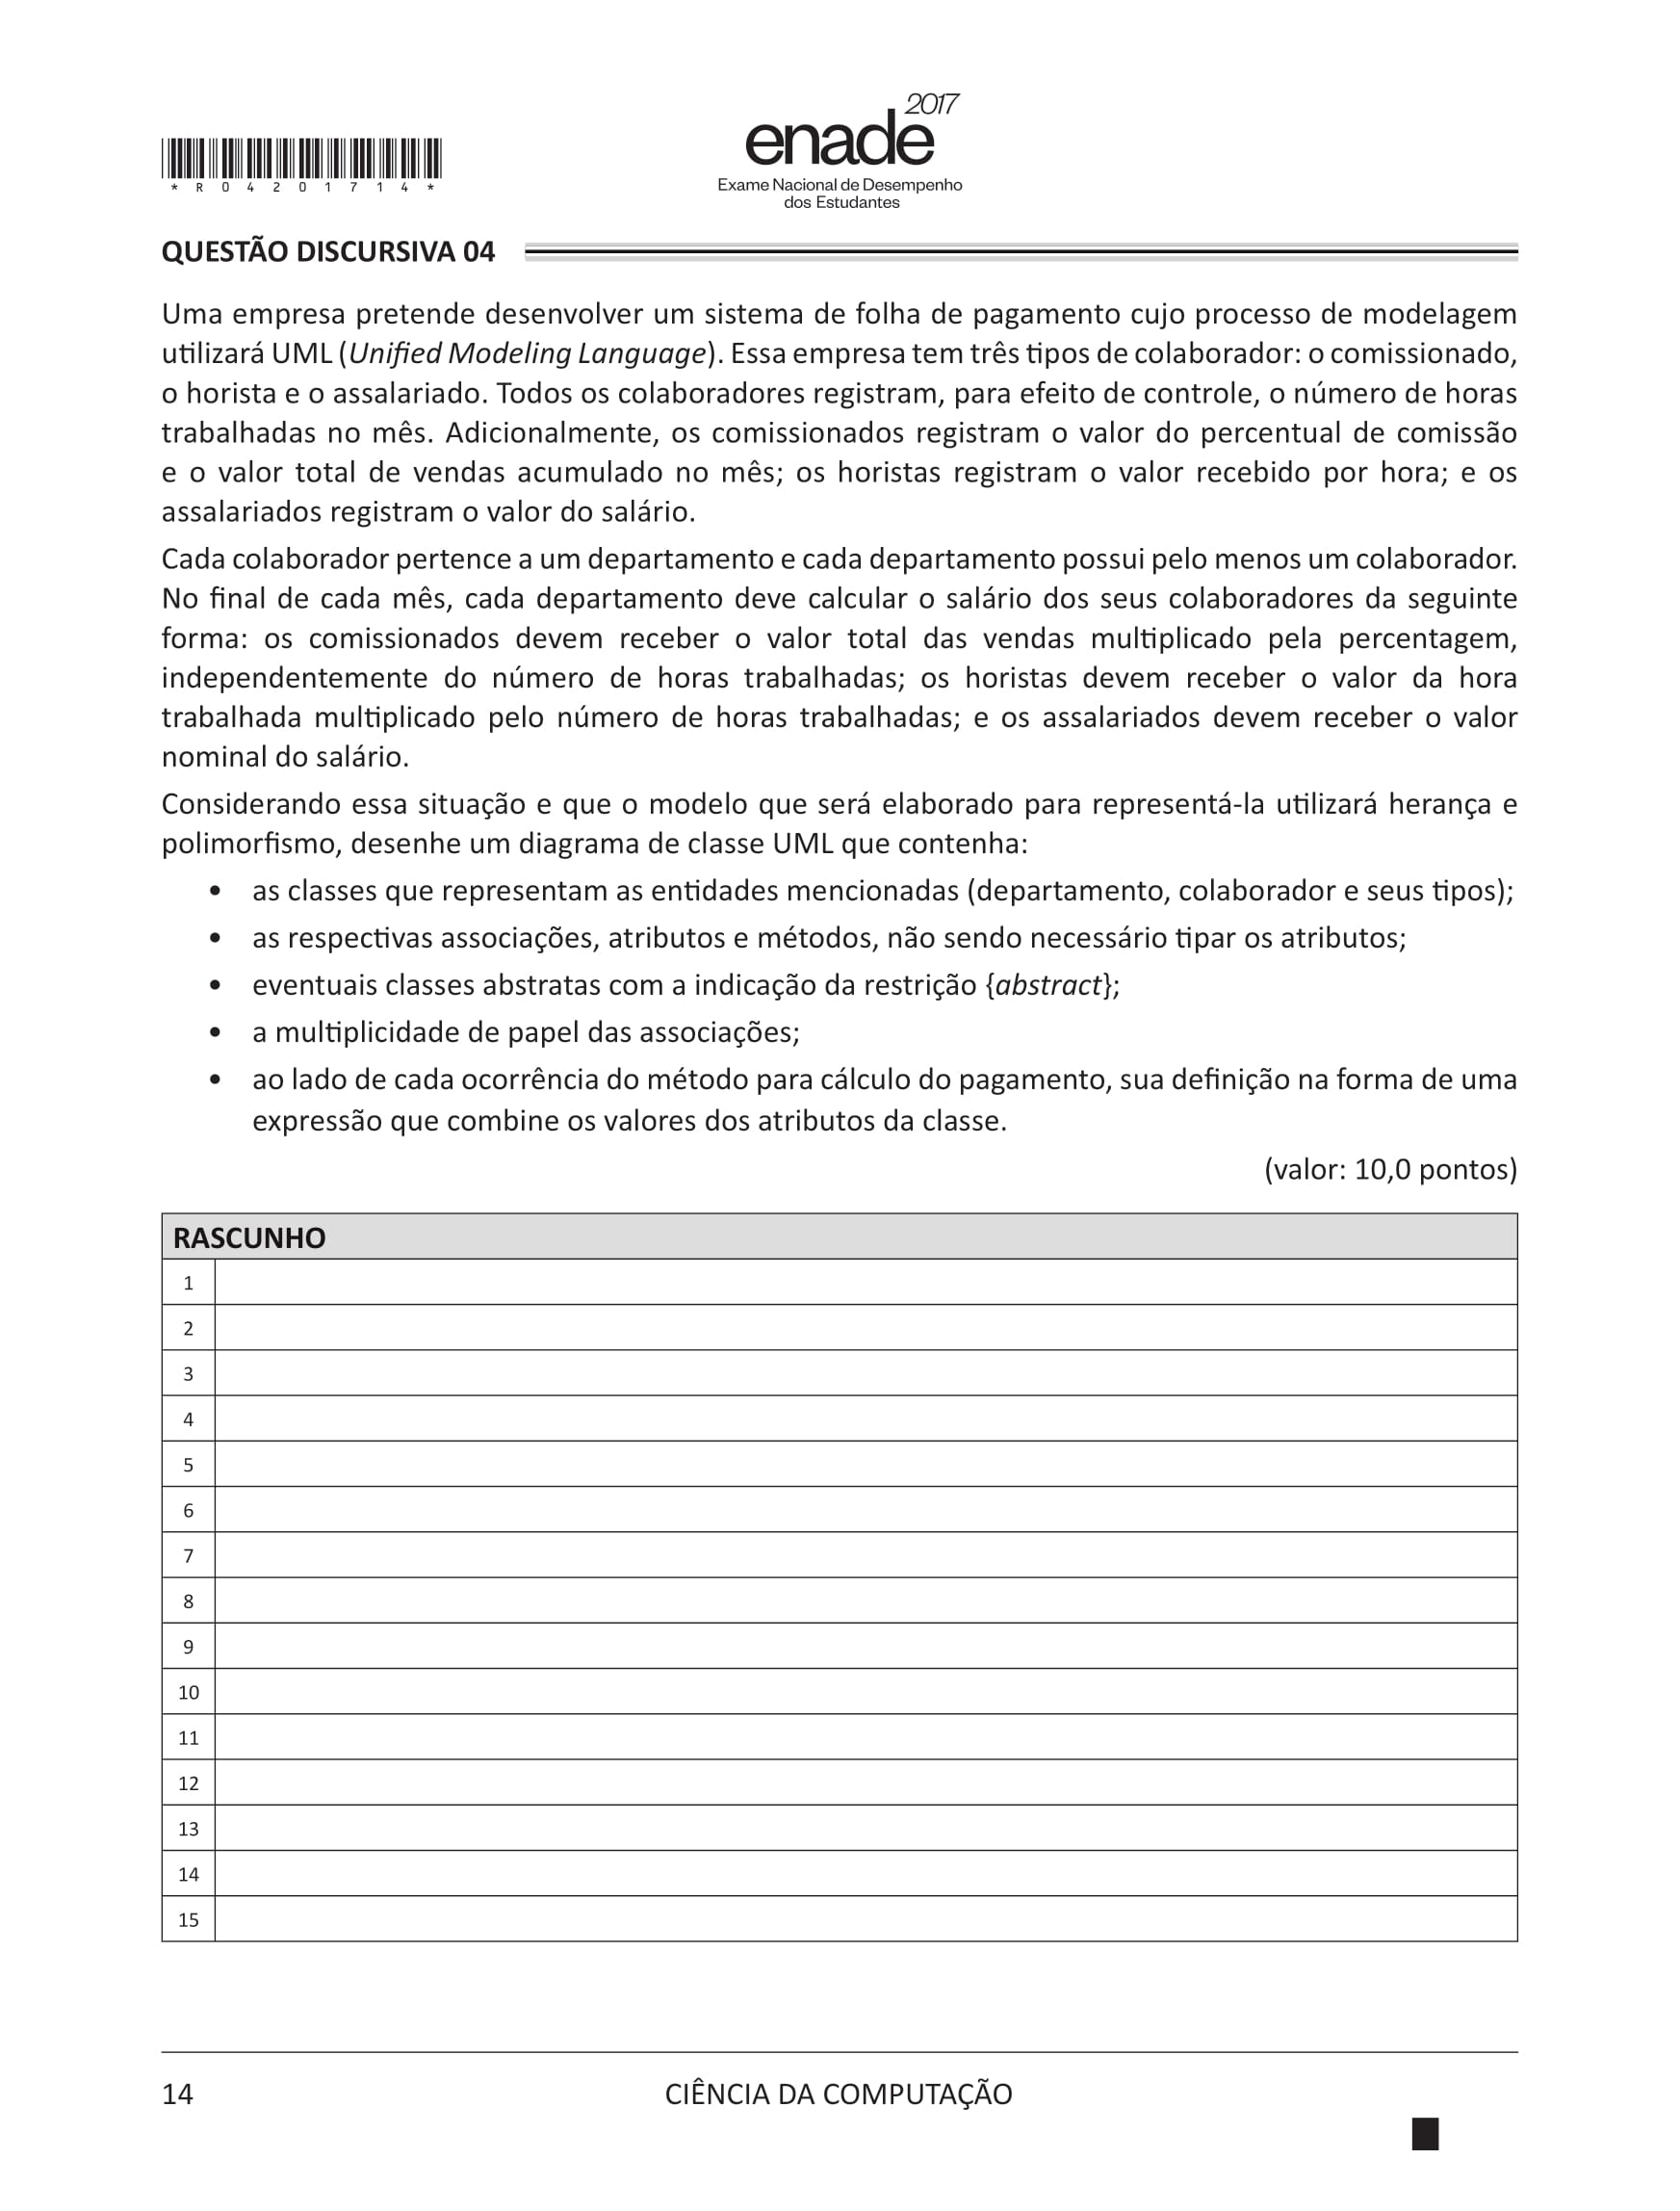 2017
enade
Exame Nacional de Desempenho
dos Estudantes
* R 0 4 2 0 1 7 1 4 *
QUESTÃO DISCURSIVA 04
Uma empresa pretende desenvolver um sistema de folha de pagamento cujo processo de modelagem
utilizará UML (Unified Modeling Language). Essa empresa tem três tipos de colaborador: o comissionado,
o horista e o assalariado. Todos os colaboradores registram, para efeito de controle, o número de horas
trabalhadas no mês. Adicionalmente, os comissionados registram o valor do percentual de comissão
e o valor total de vendas acumulado no mês; os horistas registram o valor recebido por hora; e os
assalariados registram o valor do salário.
Cada colaborador pertence a um departamento e cada departamento possui pelo menos um colaborador.
No final de cada mês, cada departamento deve calcular o salário dos seus colaboradores da seguinte
forma: os comissionados devem receber o valor total das vendas multiplicado pela percentagem,
independentemente do número de horas trabalhadas; os horistas devem receber o valor da hora
trabalhada multiplicado pelo número de horas trabalhadas; e os assalariados devem receber o valor
nominal do salário.
Considerando essa situação e que o modelo que será elaborado para representá-la utilizará herança e
polimorfismo, desenhe um diagrama de classe UML que contenha:
• as classes que representam as entidades mencionadas (departamento, colaborador e seus tipos);
• as respectivas associações, atributos e métodos, não sendo necessário tipar os atributos;
• eventuais classes abstratas com a indicação da restrição {abstract};
• a multiplicidade de papel das associações;
• ao lado de cada ocorrência do método para cálculo do pagamento, sua definição na forma de uma
expressão que combine os valores dos atributos da classe.
(valor: 10,0 pontos)
RASCUNHO
1
2
3
4
5
6
7
8
9
10
11
12
13
14
15
14 CIÊNCIA DA COMPUTAÇÃO